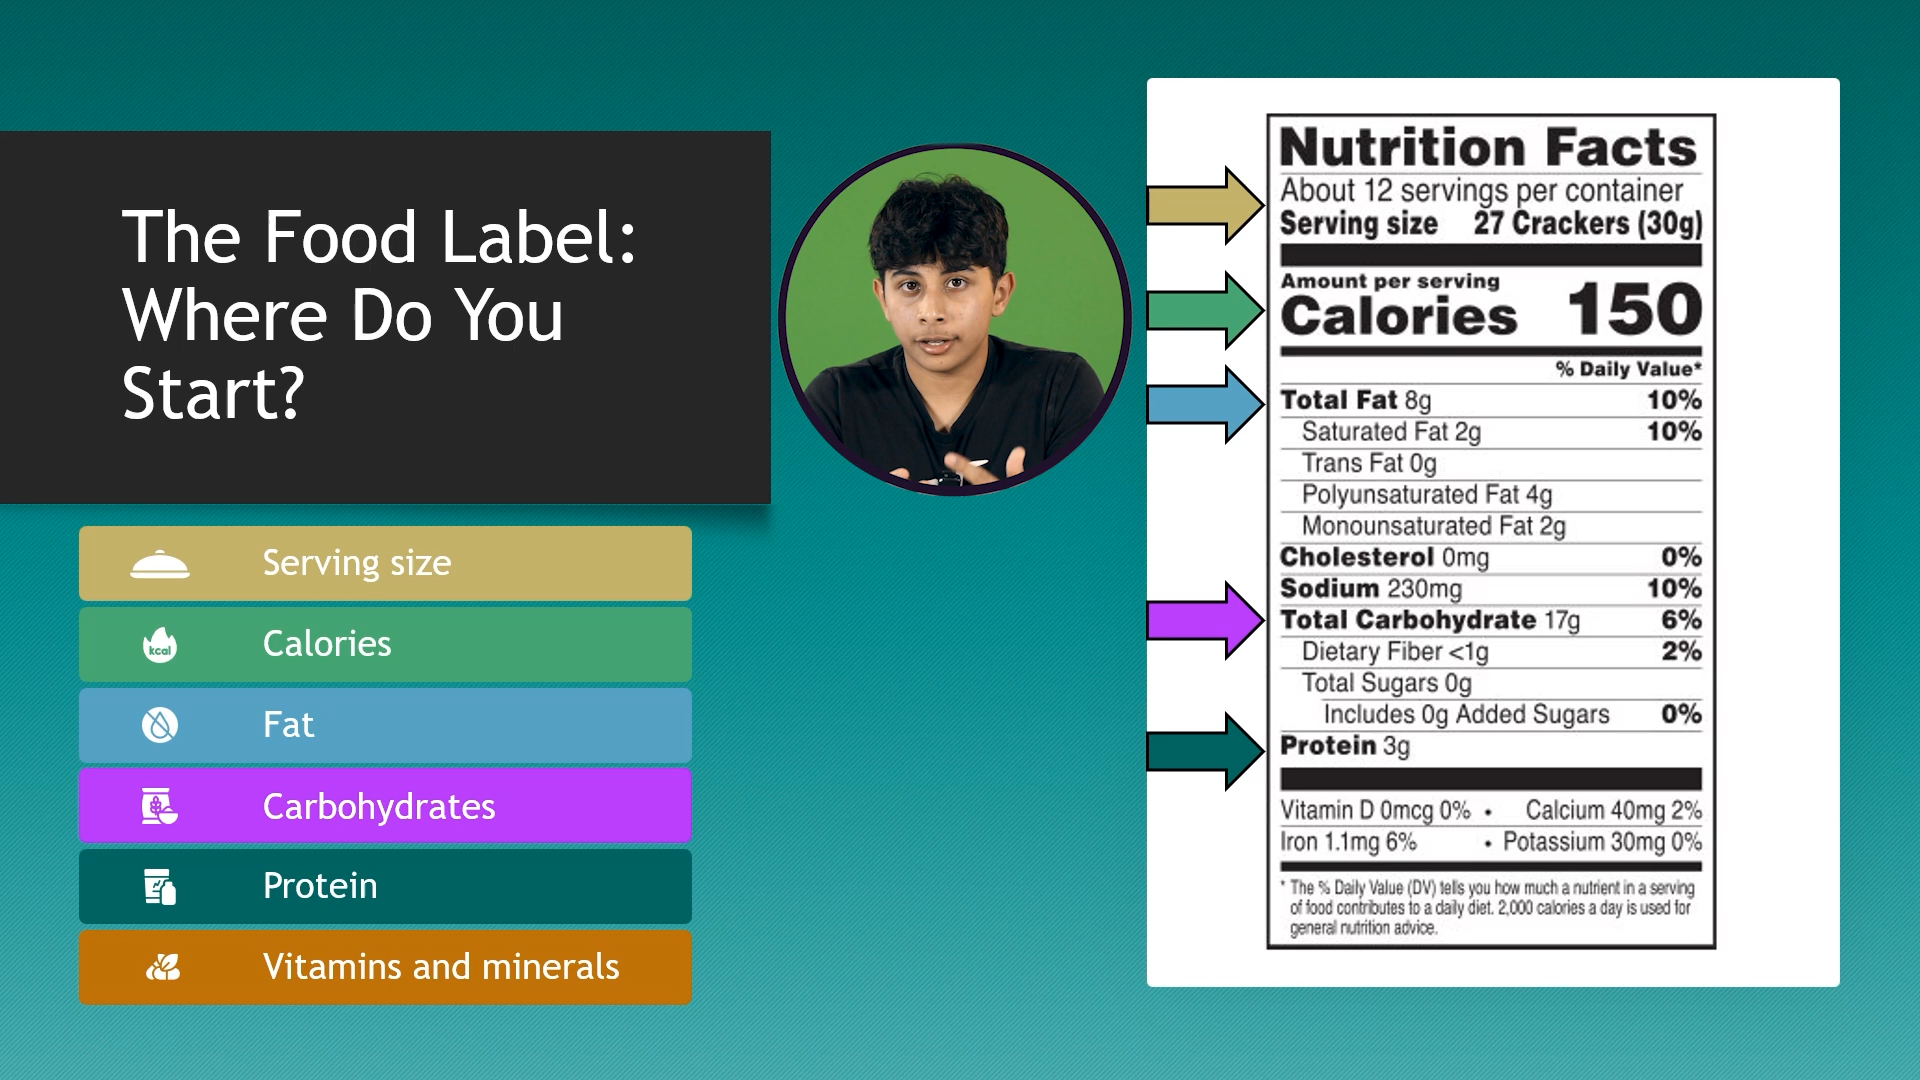 The Food Label:
Where Do You
Start?
Serving size
kcal
Calories
Fat
Carbohydrates
Protein
Vitamins and minerals
Nutrition Facts
About 12 servings per container
Serving size 27 Crackers (30g)
Amount per serving
Calories 150
% Daily Value*
Total Fat 8g 10%
Saturated Fat 2g 10%
Trans Fat 0g
Polyunsaturated Fat 4g
Monounsaturated Fat 2g
Cholesterol 0mg 0%
Sodium 230mg 10%
Total Carbohydrate 17g 6%
Dietary Fiber <1g 2%
Total Sugars 0g
Includes 0g Added Sugars 0%
Protein 3g
Vitamin D 0mcg 0% • Calcium 40mg 2%
Iron 1.1mg 6% • Potassium 30mg 0%
* The % Daily Value (DV) tells you how much a nutrient in a serving
of food contributes to a daily diet. 2,000 calories a day is used for
general nutrition advice.